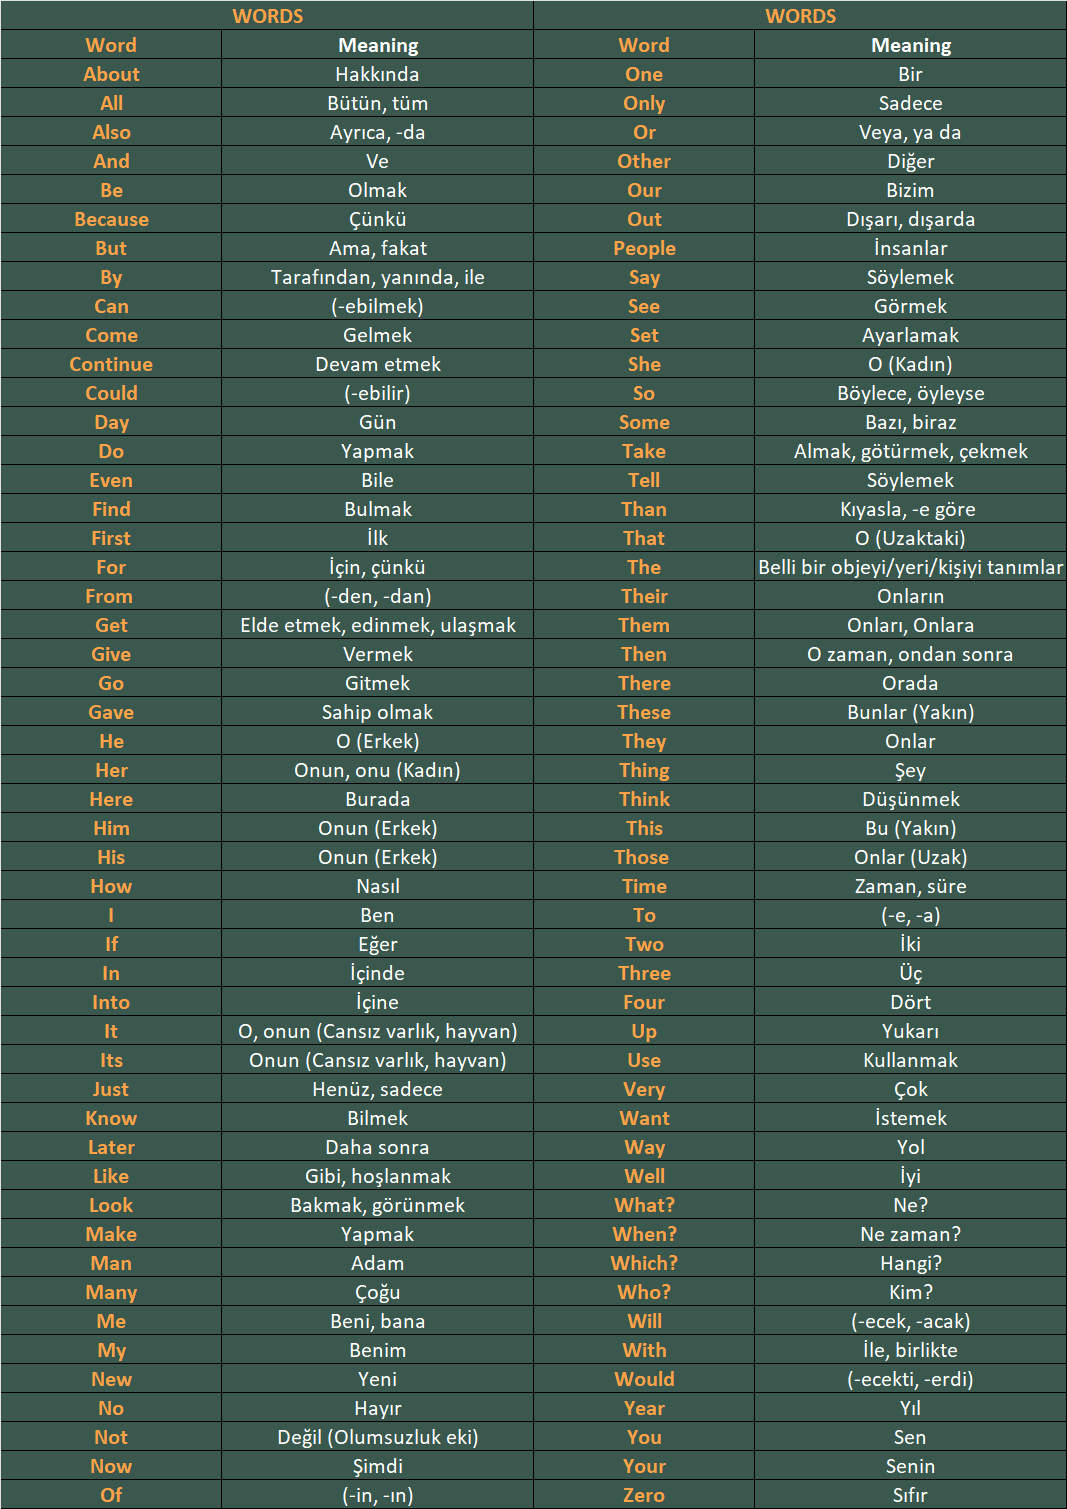 WORDS WORDS
Word Meaning Word Meaning
About Hakkında One Bir
All Bütün, tüm Only Sadece
Also Ayrıca, -da Or Veya, ya da
And Ve Other Diğer
Be Olmak Our Bizim
Because Çünkü Out Dışarı, dışarda
But Ama, fakat People İnsanlar
By Tarafından, yanında, ile Say Söylemek
Can (-ebilmek) See Görmek
Come Gelmek Set Ayarlamak
Continue Devam etmek She O (Kadın)
Could (-ebilir) So Böylece, öyleyse
Day Gün Some Bazı, biraz
Do Yapmak Take Almak, götürmek, çekmek
Even Bile Tell Söylemek
Find Bulmak Than Kıyasla, -e göre
First İlk That O (Uzaktaki)
For İçin, çünkü The Belli bir objeyi/yeri/kişiyi tanımlar
From (-den, -dan) Their Onların
Get Elde etmek, edinmek, ulaşmak Them Onları, Onlara
Give Vermek Then O zaman, ondan sonra
Go Gitmek There Orada
Gave Sahip olmak These Bunlar (Yakın)
He O (Erkek) They Onlar
Her Onun, onu (Kadın) Thing Şey
Here Burada Think Düşünmek
Him Onun (Erkek) This Bu (Yakın)
His Onun (Erkek) Those Onlar (Uzak)
How Nasıl Time Zaman, süre
I Ben To (-e, -a)
If Eğer Two İki
In İçinde Three Üç
Into İçine Four Dört
It O, onun (Cansız varlık, hayvan) Up Yukarı
Its Onun (Cansız varlık, hayvan) Use Kullanmak
Just Henüz, sadece Very Çok
Know Bilmek Want İstemek
Later Daha sonra Way Yol
Like Gibi, hoşlanmak Well İyi
Look Bakmak, görünmek What? Ne?
Make Yapmak When? Ne zaman?
Man Adam Which? Hangi?
Many Çoğu Who? Kim?
Me Beni, bana Will (-ecek, -acak)
My Benim With İle, birlikte
New Yeni Would (-ecekti, -erdi)
No Hayır Year Yıl
Not Değil (Olumsuzluk eki) You Sen
Now Şimdi Your Senin
Of (-in, -ın) Zero Sıfır